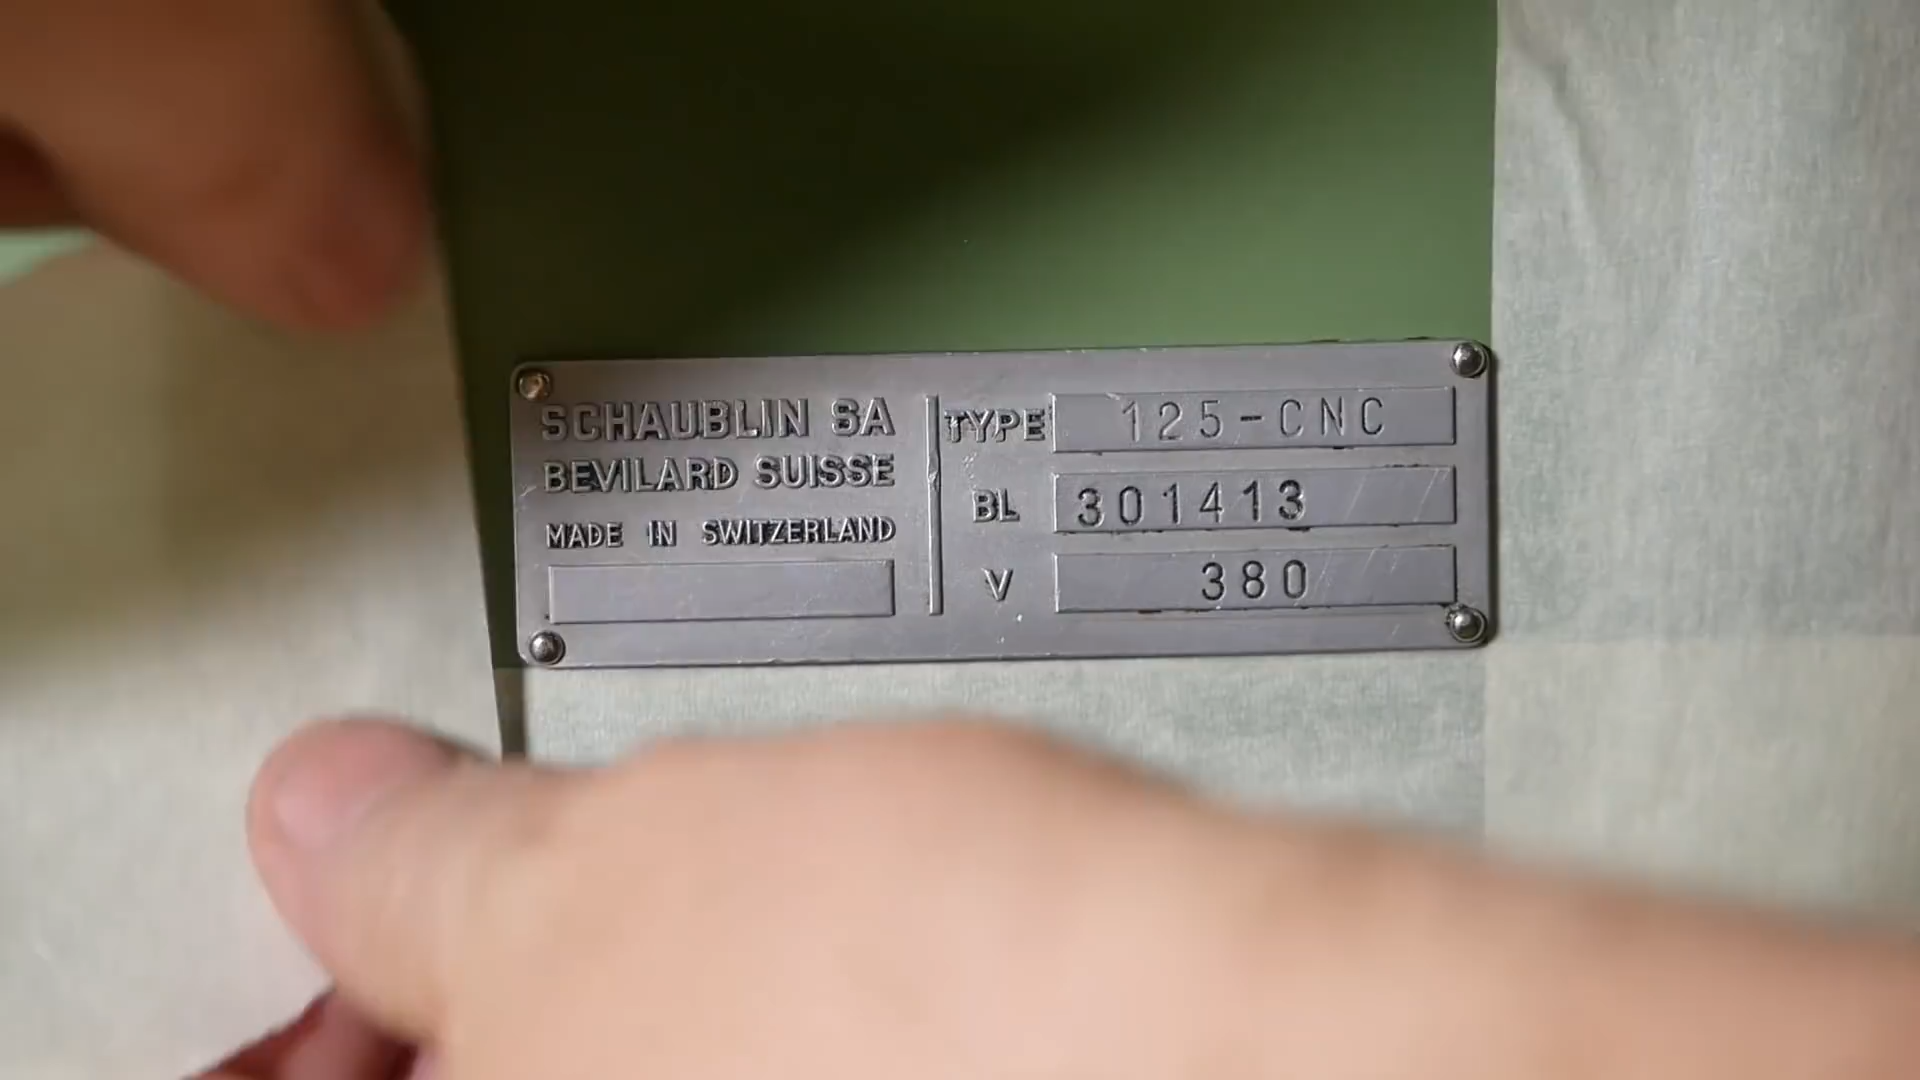 SCHAUBLIN SA
BEVILARD SUISSE
MADE IN SWITZERLAND
TYPE 125-CNC
BL 301413
V 380